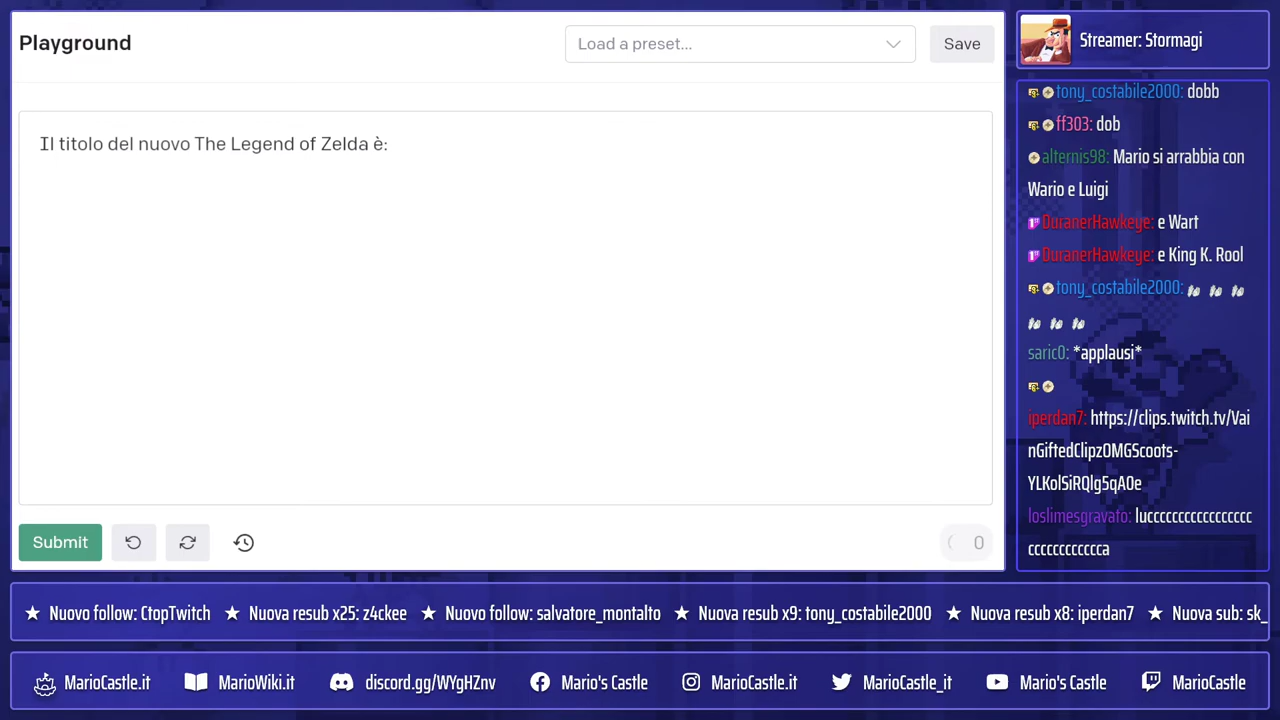 Playground
Load a preset...
Save
Il titolo del nuovo The Legend of Zelda è:
Submit
0
Streamer: Stormagi
tony_costabile2000: dobb
ff303: dob
alternis98: Mario si arrabbia con
Wario e Luigi
DuranerHawkeye: e Wart
DuranerHawkeye: e King K. Rool
tony_costabile2000:
saric0: *applausi*
iperdan7: https://clips.twitch.tv/Vai
nGiftedClipzOMGScoots-
YLKolSiRQlg5qA0e
loslimesgravato: luccccccccccccccccc
ccccccccccccca
★ Nuovo follow: CtopTwitch ★ Nuova resub x25: z4ckee ★ Nuovo follow: salvatore_montalto ★ Nuova resub x9: tony_costabile2000 ★ Nuova resub x8: iperdan7 ★ Nuova sub: sk_
MarioCastle.it MarioWiki.it discord.gg/WYgHZnv Mario's Castle MarioCastle.it MarioCastle_it Mario's Castle MarioCastle